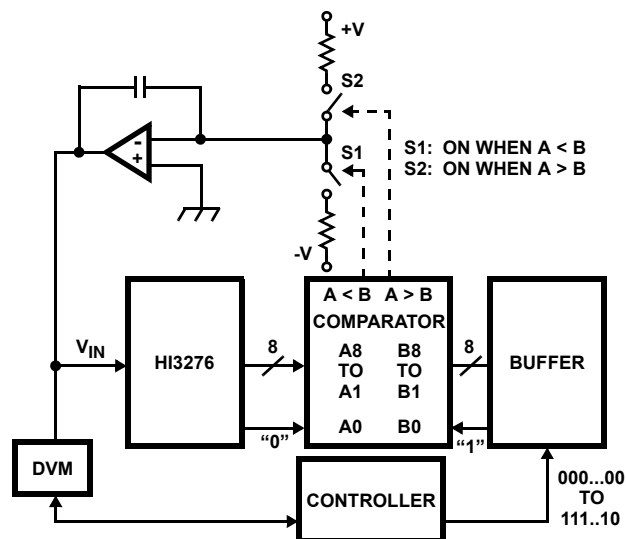 +V
S2
-
+
S1
S1: ON WHEN A < B
S2: ON WHEN A > B
-V
A < B A > B
COMPARATOR
V_IN
HI3276
8
A8 B8
TO TO
A1 B1
A0 B0
8
BUFFER
"0"
"1"
DVM
CONTROLLER
000...00
TO
111..10